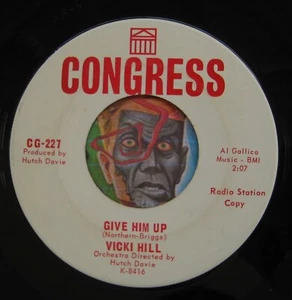 CONGRESS
CG-227
Produced by
Hutch Davie
Al Gallico
Music - BMI
2:07
Radio Station
Copy
GIVE HIM UP
(Northern-Briggs)
VICKI HILL
Orchestra Directed by
Hutch Davie
K-8416